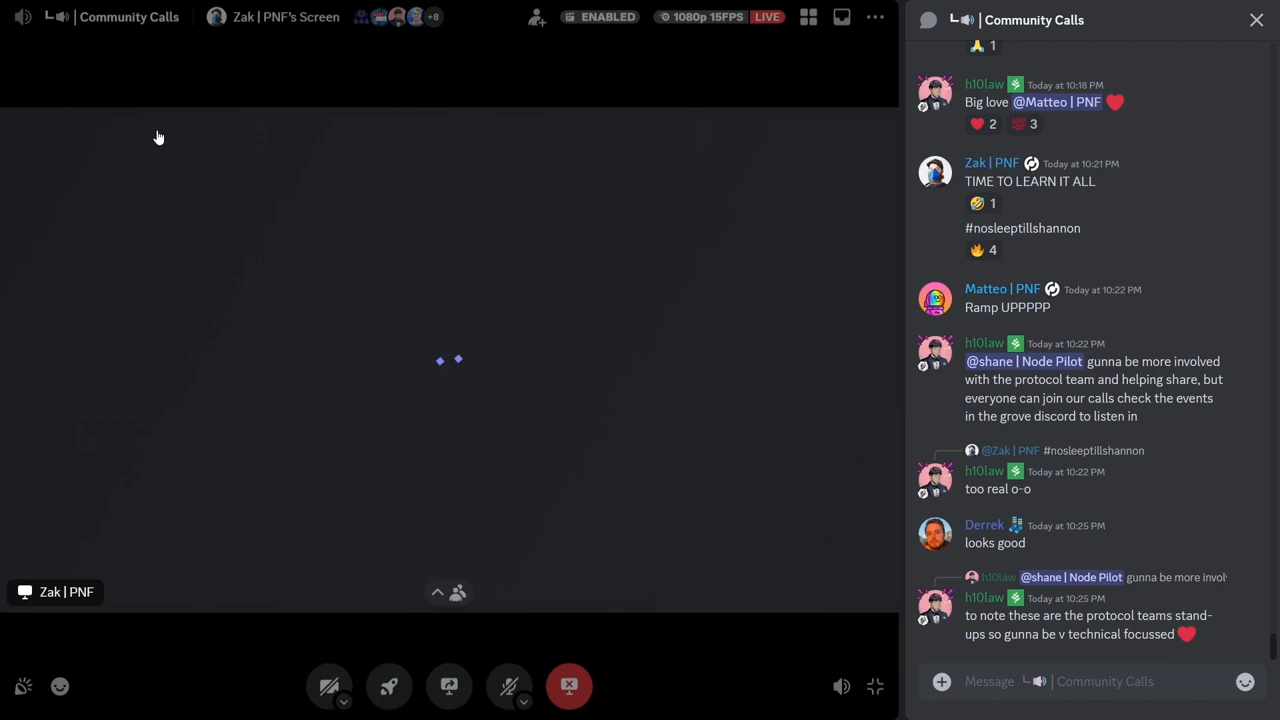 Community Calls
Zak | PNF's Screen
+8
ENABLED
1080p 15FPS LIVE
Zak | PNF
Community Calls
1
h10law Today at 10:18 PM
Big love @Matteo | PNF
2 3
Zak | PNF Today at 10:21 PM
TIME TO LEARN IT ALL
1
#nosleeptillshannon
4
Matteo | PNF Today at 10:22 PM
Ramp UPPPPP
h10law Today at 10:22 PM
@shane | Node Pilot gunna be more involved
with the protocol team and helping share, but
everyone can join our calls check the events
in the grove discord to listen in
@Zak | PNF #nosleeptillshannon
h10law Today at 10:22 PM
too real o-o
Derrek Today at 10:25 PM
looks good
h10law @shane | Node Pilot gunna be more invol
h10law Today at 10:25 PM
to note these are the protocol teams stand-
ups so gunna be v technical focussed
Message Community Calls